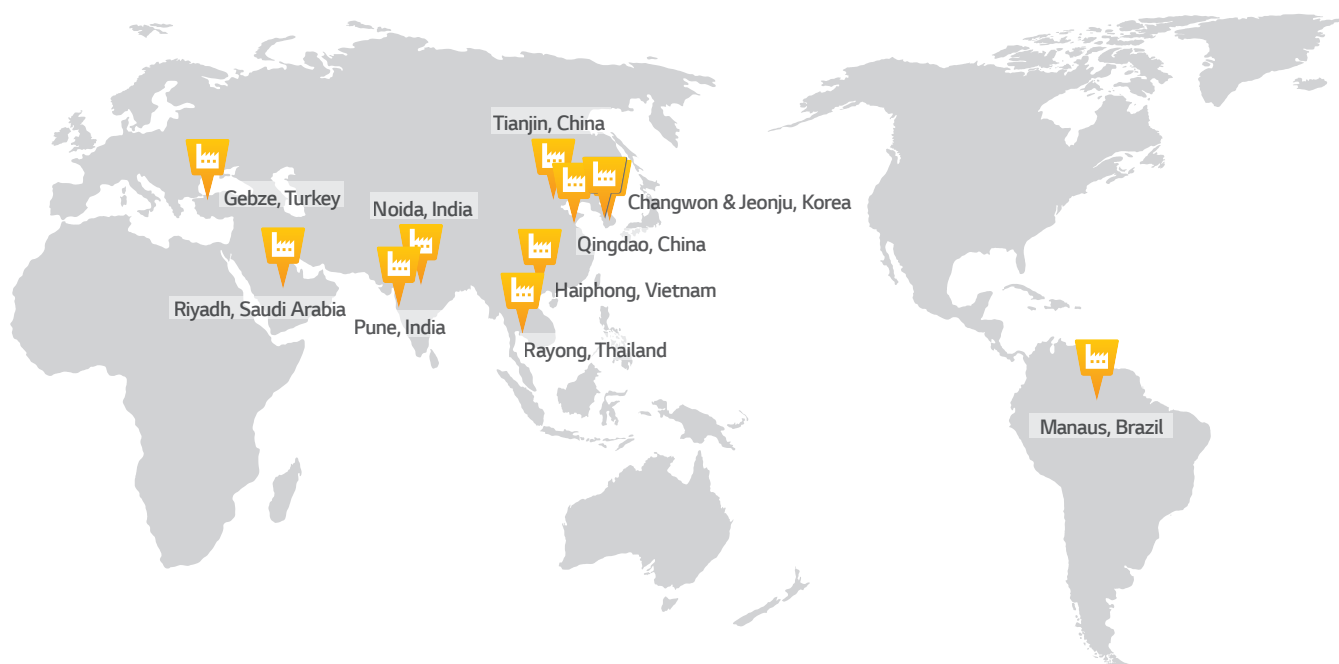 Tianjin, China
Gebze, Turkey
Noida, India
Changwon & Jeonju, Korea
Qingdao, China
Haiphong, Vietnam
Riyadh, Saudi Arabia
Pune, India
Rayong, Thailand
Manaus, Brazil